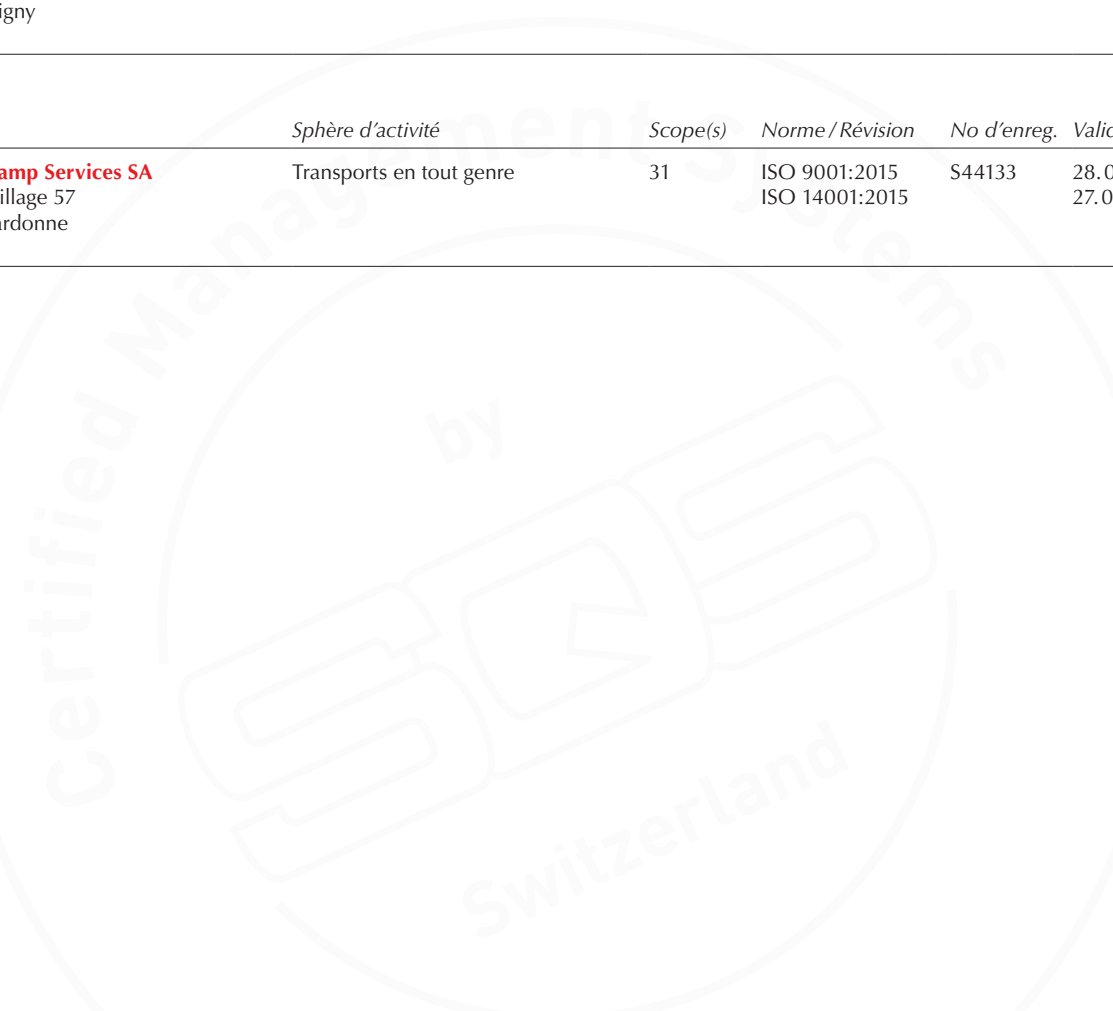 igny
Sphère d’activité Scope(s) Norme / Révision No d’enreg. Valid
amp Services SA Transports en tout genre 31 ISO 9001:2015 S44133 28.0
illage 57 ISO 14001:2015 27.0
ardonne
Certified Management Systems
by
SQS
Switzerland